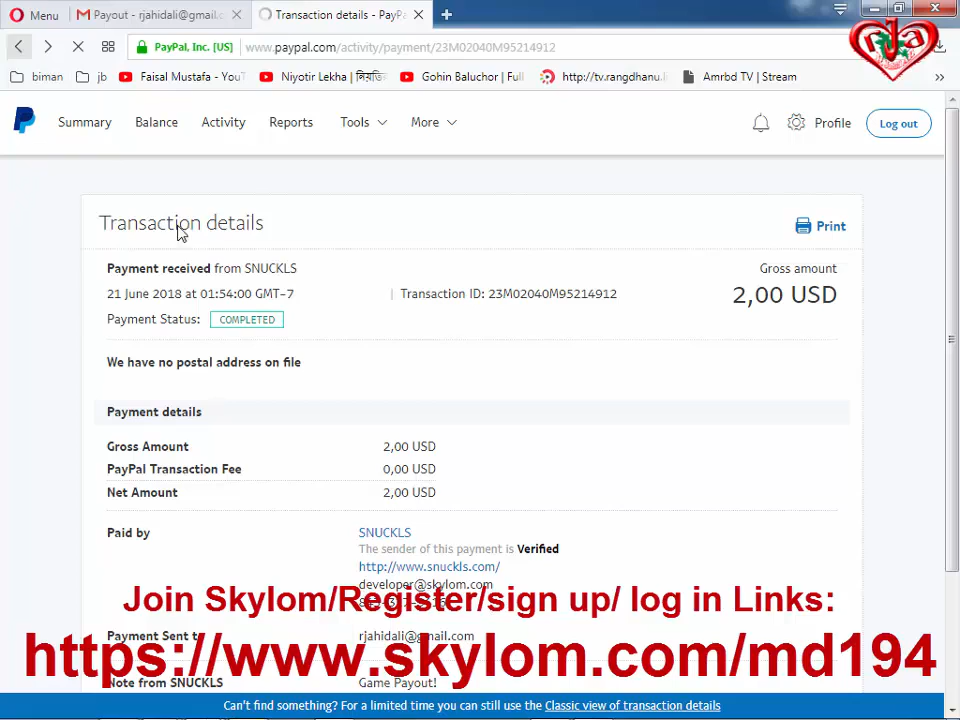 Menu
Payout - rjahidali@gmail.c
Transaction details - PayPa
PayPal, Inc. [US]
www.paypal.com/activity/payment/23M02040M95214912
biman
jb
Faisal Mustafa - YouT
Niyotir Lekha |
Gohin Baluchor | Full
http://tv.rangdhanu.li
Amrbd TV | Stream
rja
Summary
Balance
Activity
Reports
Tools
More
Profile
Log out
Transaction details
Print
Payment received from SNUCKLS
Gross amount
21 June 2018 at 01:54:00 GMT-7
| Transaction ID: 23M02040M95214912
2,00 USD
Payment Status: COMPLETED
We have no postal address on file
Payment details
Gross Amount 2,00 USD
PayPal Transaction Fee 0,00 USD
Net Amount 2,00 USD
Paid by SNUCKLS
The sender of this payment is Verified
http://www.snuckls.com/
developer@skylom.com
Join Skylom/Register/sign up/ log in Links:
Payment Sent to rjahidali@gmail.com
https://www.skylom.com/md194
Note from SNUCKLS Game Payout!
Can't find something? For a limited time you can still use the Classic view of transaction details